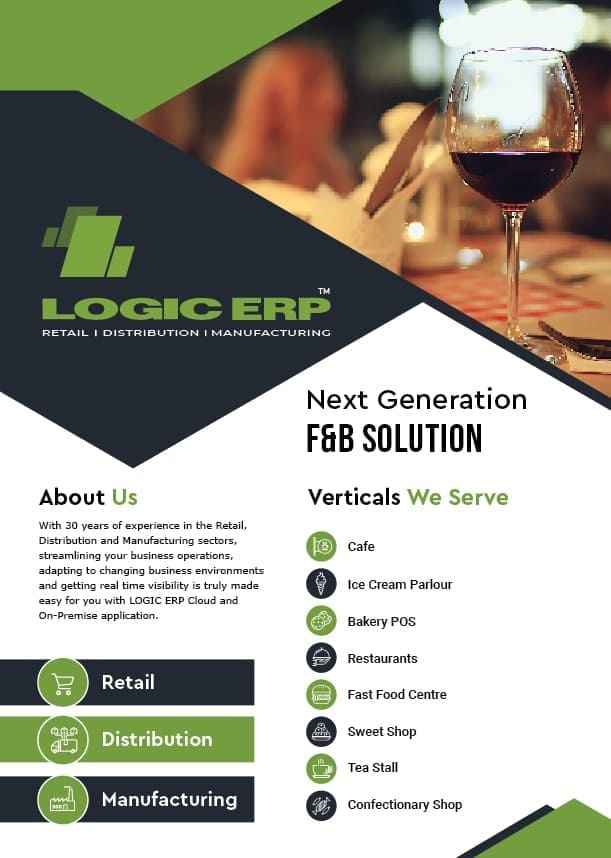 LOGIC ERP™
RETAIL | DISTRIBUTION | MANUFACTURING
Next Generation
F&B SOLUTION
About Us
With 30 years of experience in the Retail,
Distribution and Manufacturing sectors,
streamlining your business operations,
adapting to changing business environments
and getting real time visibility is truly made
easy for you with LOGIC ERP Cloud and
On-Premise application.
Retail
Distribution
Manufacturing
Verticals We Serve
Cafe
Ice Cream Parlour
Bakery POS
Restaurants
Fast Food Centre
Sweet Shop
Tea Stall
Confectionary Shop